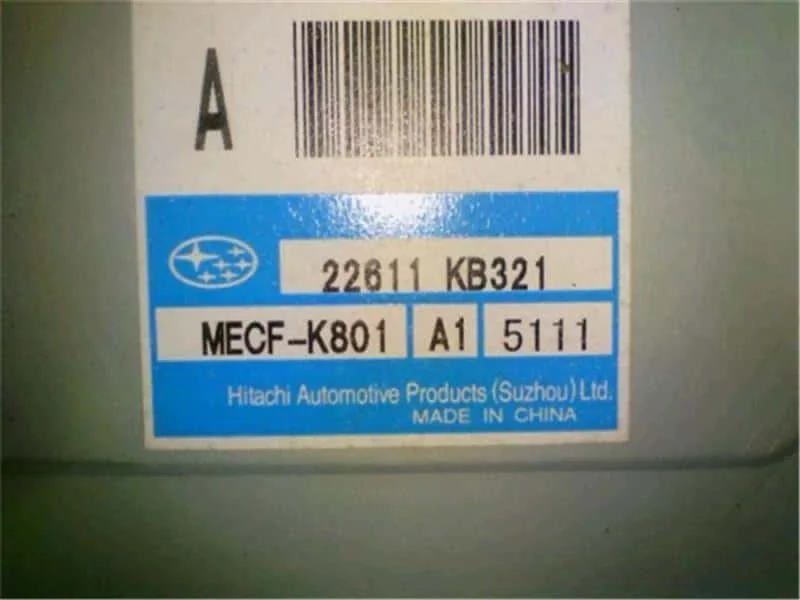 A
22611 KB321
MECF-K801 A1 5111
Hitachi Automotive Products (Suzhou) Ltd.
MADE IN CHINA